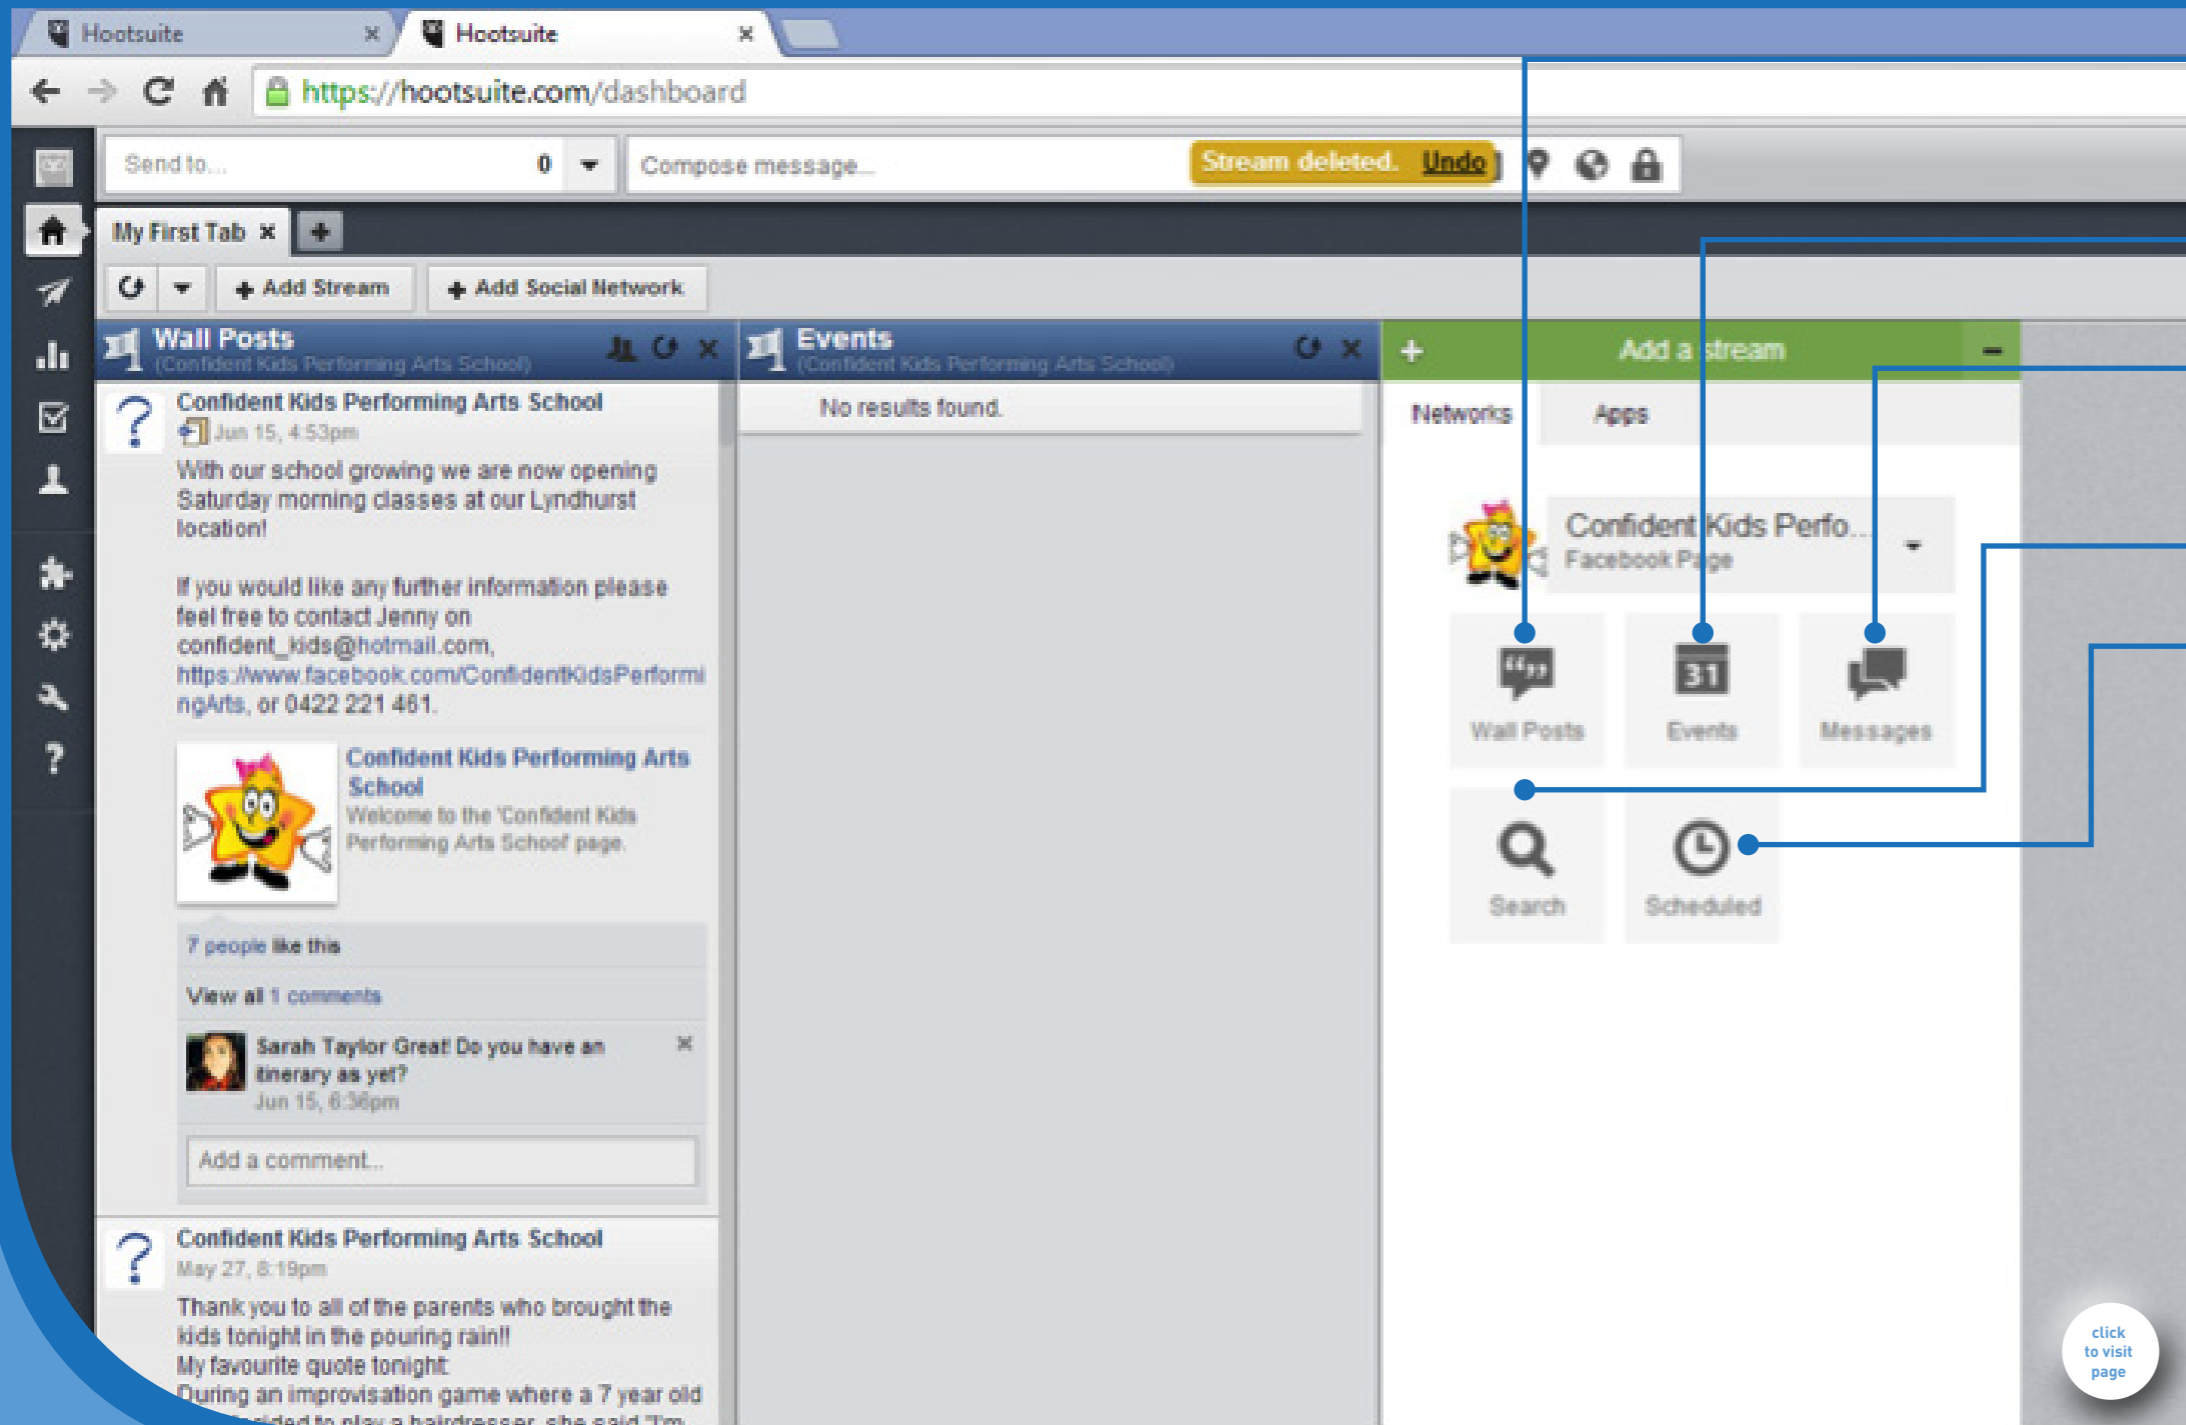 Hootsuite
Hootsuite
https://hootsuite.com/dashboard
Send to...
0
Compose message...
Stream deleted. Undo
My First Tab
Add Stream
Add Social Network
Wall Posts
(Confident Kids Performing Arts School)
Confident Kids Performing Arts School
Jun 15, 4:53pm
With our school growing we are now opening
Saturday morning classes at our Lyndhurst
location!
If you would like any further information please
feel free to contact Jenny on
confident_kids@hotmail.com,
https://www.facebook.com/ConfidentKidsPerformi
ngArts, or 0422 221 461.
Confident Kids Performing Arts
School
Welcome to the 'Confident Kids
Performing Arts School' page.
7 people like this
View all 1 comments
Sarah Taylor Great! Do you have an
itinerary as yet?
Jun 15, 6:36pm
Add a comment...
Confident Kids Performing Arts School
May 27, 8:19pm
Thank you to all of the parents who brought the
kids tonight in the pouring rain!!
My favourite quote tonight:
During an improvisation game where a 7 year old
to play a hairdresser, she said "I'm
Events
(Confident Kids Performing Arts School)
No results found.
Add a stream
Networks
Apps
Confident Kids Perfo...
Facebook Page
31
Wall Posts
Events
Messages
Search
Scheduled
click
to visit
page